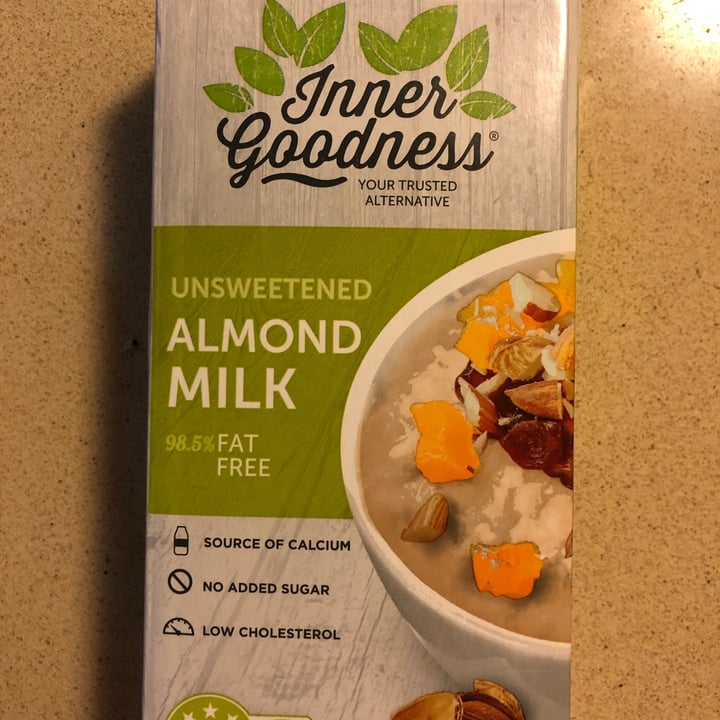 Inner
Goodness®
YOUR TRUSTED
ALTERNATIVE
UNSWEETENED
ALMOND
MILK
98.5% FAT
FREE
SOURCE OF CALCIUM
NO ADDED SUGAR
LOW CHOLESTEROL